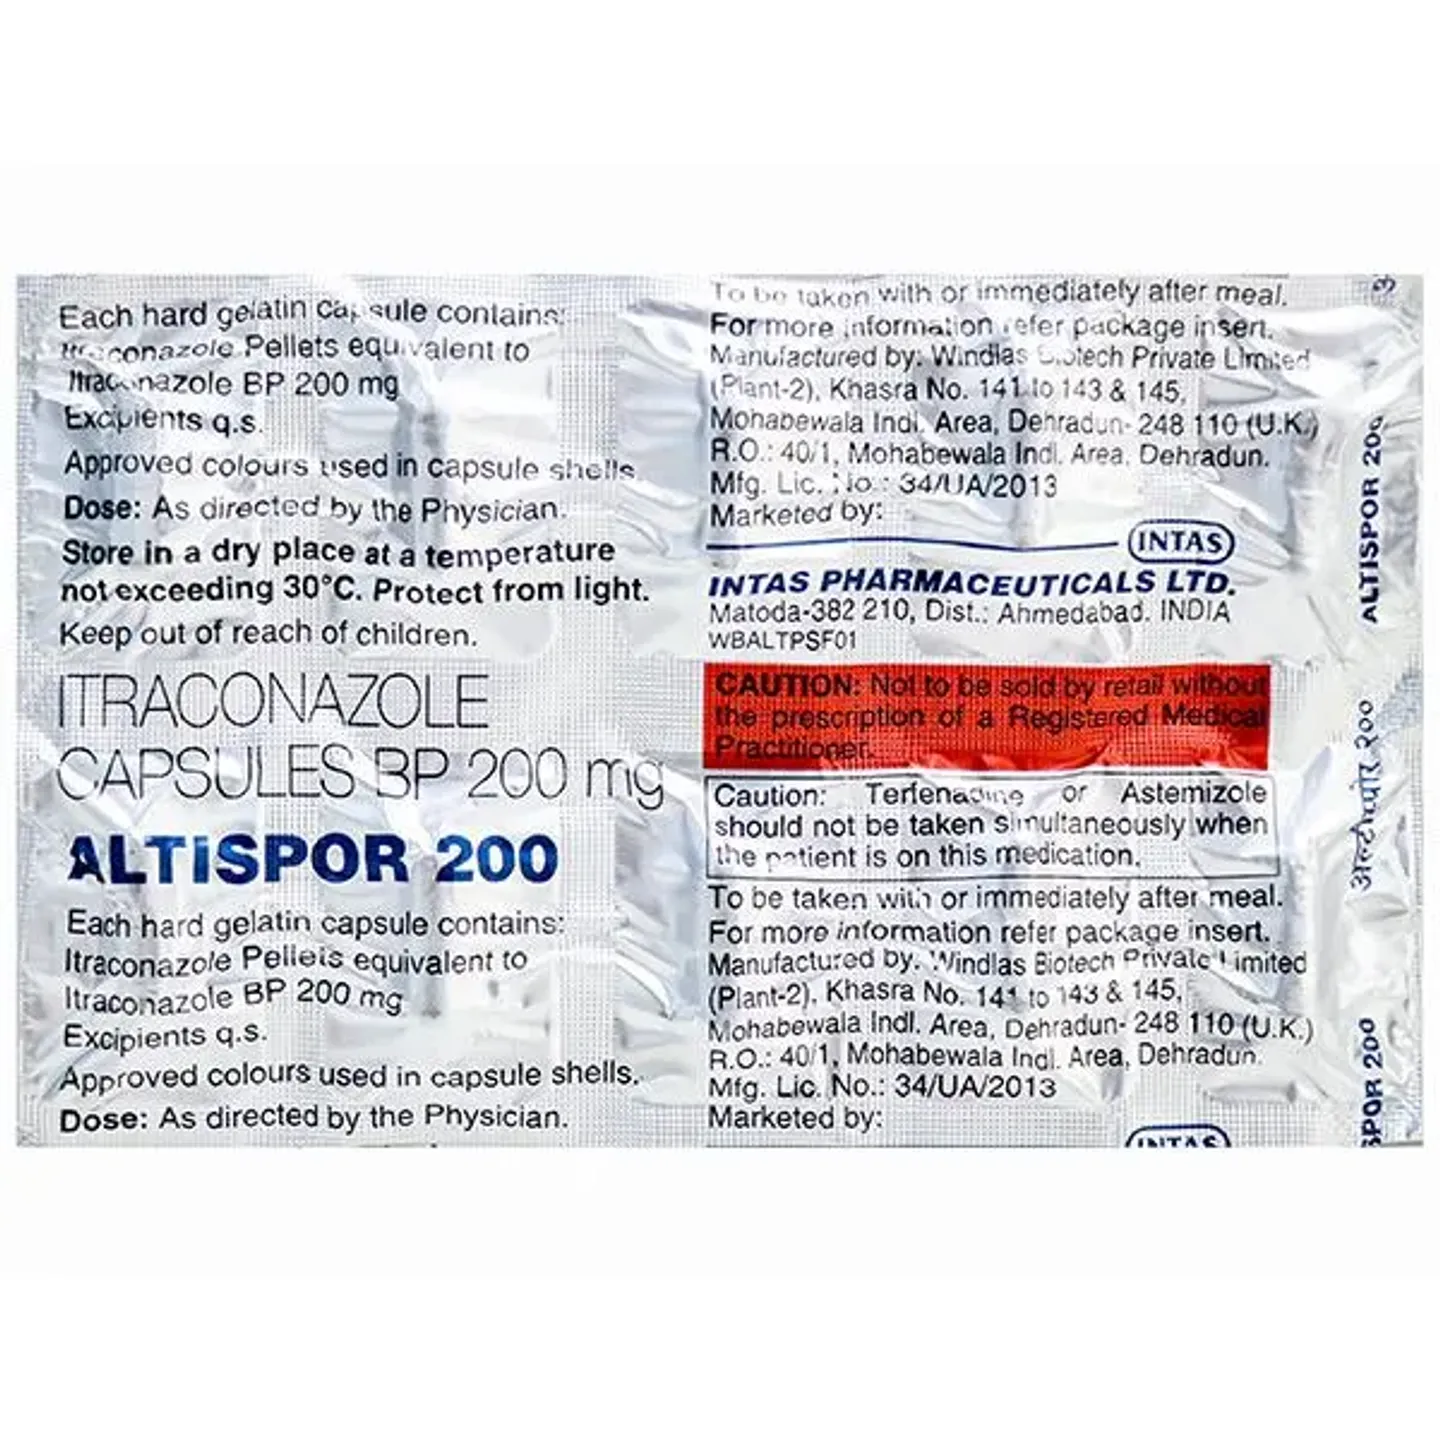 Each hard gelatin capsule contains:
Itraconazole Pellets equivalent to
Itraconazole BP 200 mg
Excipients q.s.
Approved colours used in capsule shells.
Dose: As directed by the Physician.
Store in a dry place at a temperature
not exceeding 30°C. Protect from light.
Keep out of reach of children.
ITRACONAZOLE
CAPSULES BP 200 mg
ALTISPOR 200
Each hard gelatin capsule contains:
Itraconazole Pellets equivalent to
Itraconazole BP 200 mg
Excipients q.s.
Approved colours used in capsule shells.
Dose: As directed by the Physician.
To be taken with or immediately after meal.
For more information refer package insert.
Manufactured by: Windlas Biotech Private Limited
(Plant-2), Khasra No. 141 to 143 & 145,
Mohabewala Indl. Area, Dehradun- 248 110 (U.K.)
R.O.: 40/1, Mohabewala Indl. Area, Dehradun.
Mfg. Lic. No.: 34/UA/2013
Marketed by:
INTAS
INTAS PHARMACEUTICALS LTD.
Matoda-382 210, Dist.: Ahmedabad. INDIA
WBALTPSF01
CAUTION: Not to be sold by retail without
the prescription of a Registered Medical
Practitioner.
Caution: Terfenadine or Astemizole
should not be taken simultaneously when
the patient is on this medication.
To be taken with or immediately after meal.
For more information refer package insert.
Manufactured by: Windlas Biotech Private Limited
(Plant-2), Khasra No. 141 to 143 & 145,
Mohabewala Indl. Area, Dehradun- 248 110 (U.K.)
R.O.: 40/1, Mohabewala Indl. Area, Dehradun.
Mfg. Lic. No.: 34/UA/2013
Marketed by:
INTAS
ALTISPOR 200
अल्टीस्पोर २००
SPOR 200